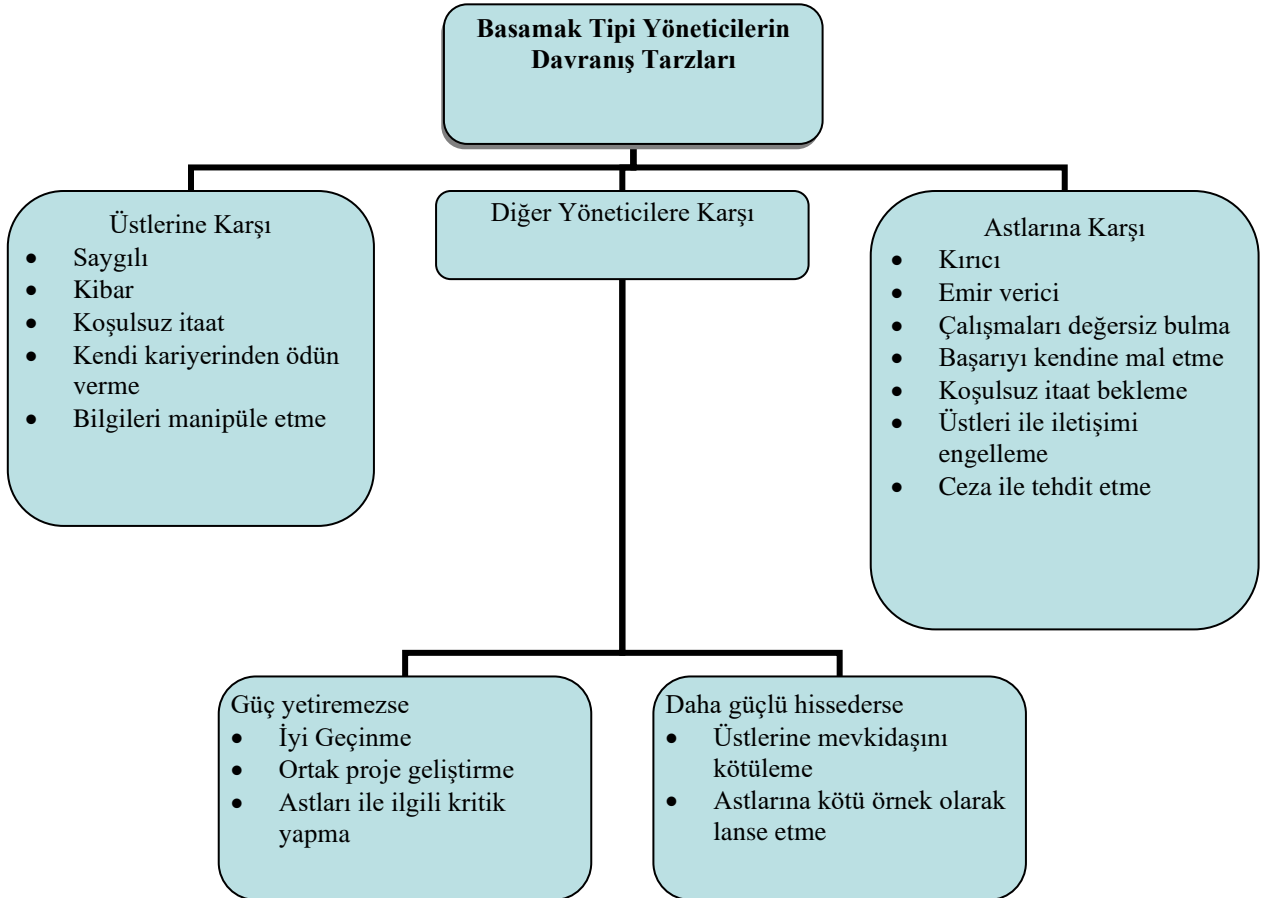 Basamak Tipi Yöneticilerin
Davranış Tarzları
Üstlerine Karşı
• Saygılı
• Kibar
• Koşulsuz itaat
• Kendi kariyerinden ödün
verme
• Bilgileri manipüle etme
Diğer Yöneticilere Karşı
Astlarına Karşı
• Kırıcı
• Emir verici
• Çalışmaları değersiz bulma
• Başarıyı kendine mal etme
• Koşulsuz itaat bekleme
• Üstleri ile iletişimi
engelleme
• Ceza ile tehdit etme
Güç yetiremezse
• İyi Geçinme
• Ortak proje geliştirme
• Astları ile ilgili kritik
yapma
Daha güçlü hissederse
• Üstlerine mevkidaşını
kötüleme
• Astlarına kötü örnek olarak
lanse etme